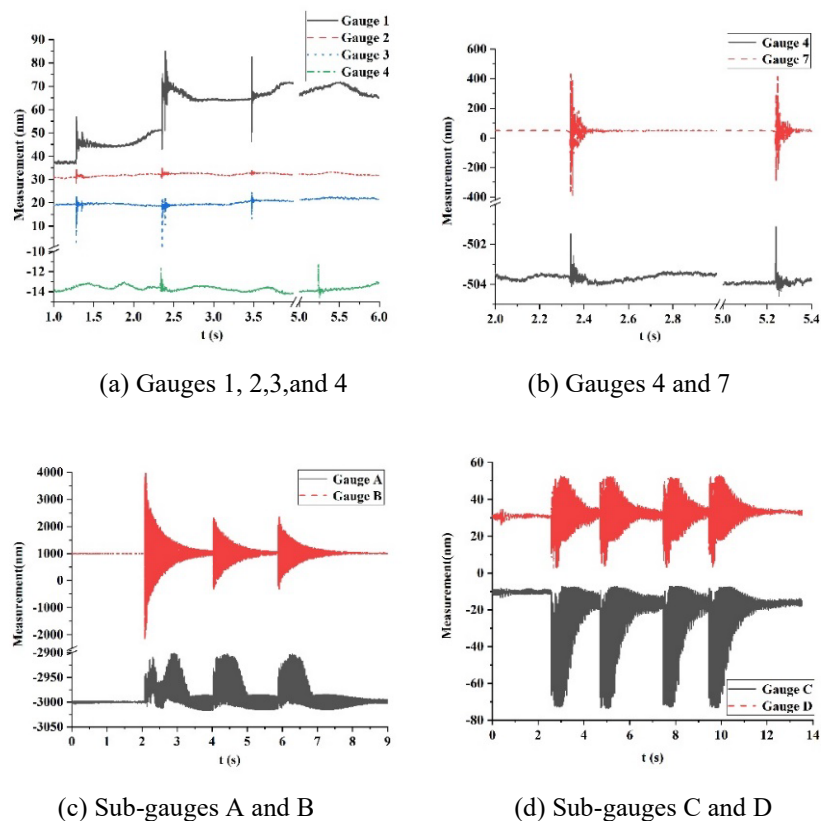 Gauge 1
Gauge 2
Gauge 3
Gauge 4
Measurement (nm)
90
80
70
60
50
40
30
20
10
-10
-12
-14
1.0 1.5 2.0 2.5 3.0 3.5 5.0 5.5 6.0
t (s)
(a) Gauges 1, 2,3,and 4
Gauge 4
Gauge 7
Measurement (nm)
600
400
200
0
-200
-400
-600
-502
-504
2.0 2.2 2.4 2.6 2.8 5.0 5.2 5.4
t (s)
(b) Gauges 4 and 7
Gauge A
Gauge B
Measurement(nm)
4000
3000
2000
1000
0
-1000
-2000
-2900
-2950
-3000
-3050
0 1 2 3 4 5 6 7 8 9
t (s)
(c) Sub-gauges A and B
Measurement(nm)
60
40
20
0
-20
-40
-60
-80
Gauge C
Gauge D
0 2 4 6 8 10 12 14
t (s)
(d) Sub-gauges C and D